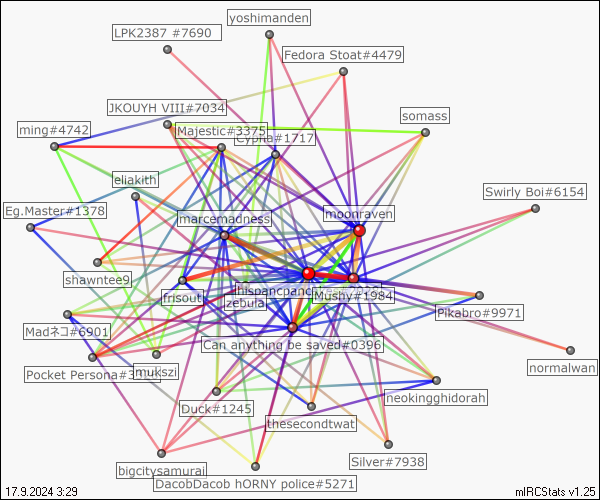 yoshimanden
LPK2387 #7690
Fedora Stoat#4479
JKOUYH VIII#7034
somass
ming#4742
Majestic#3375
Cypha#1717
eliakith
Swirly Boi#6154
Eg.Master#1378
marcemadness
moonraven
shawntee9
hispancpanda
frisout
zebula
Mushy#1984
Pikabro#9971
Madネコ#6901
Can anything be saved#0396
Pocket Persona#3
mukszi
normalwan
neokingghidorah
Duck#1245
thesecondtwat
bigcitysamurai
Silver#7938
DacobDacob hORNY police#5271
17.9.2024 3:29
mIRCStats v1.25